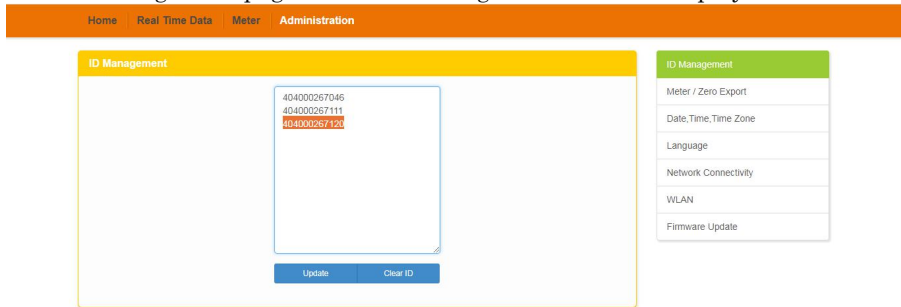 Home Real Time Data Meter Administration
ID Management
404000267046
404000267111
404000267120
Update Clear ID
ID Management
Meter / Zero Export
Date,Time,Time Zone
Language
Network Connectivity
WLAN
Firmware Update